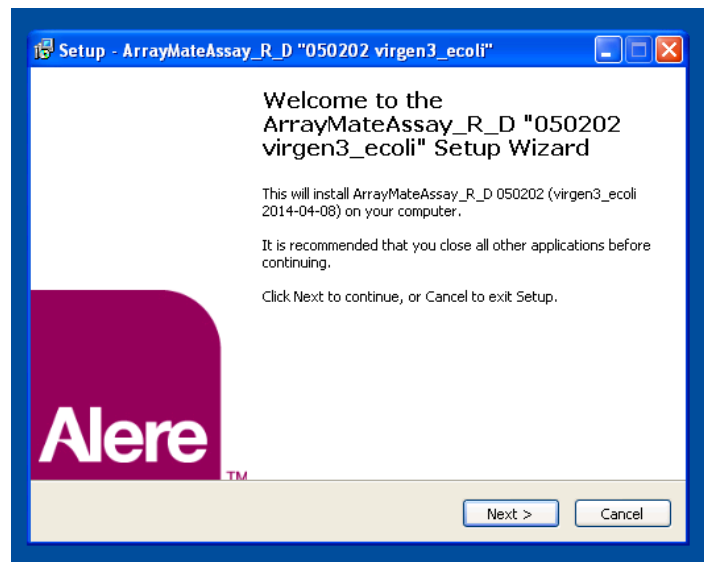 Setup - ArrayMateAssay_R_D "050202 virgen3_ecoli"
Welcome to the
ArrayMateAssay_R_D "050202
virgen3_ecoli" Setup Wizard
This will install ArrayMateAssay_R_D 050202 (virgen3_ecoli
2014-04-08) on your computer.
It is recommended that you close all other applications before
continuing.
Click Next to continue, or Cancel to exit Setup.
Alere
TM
Next >
Cancel